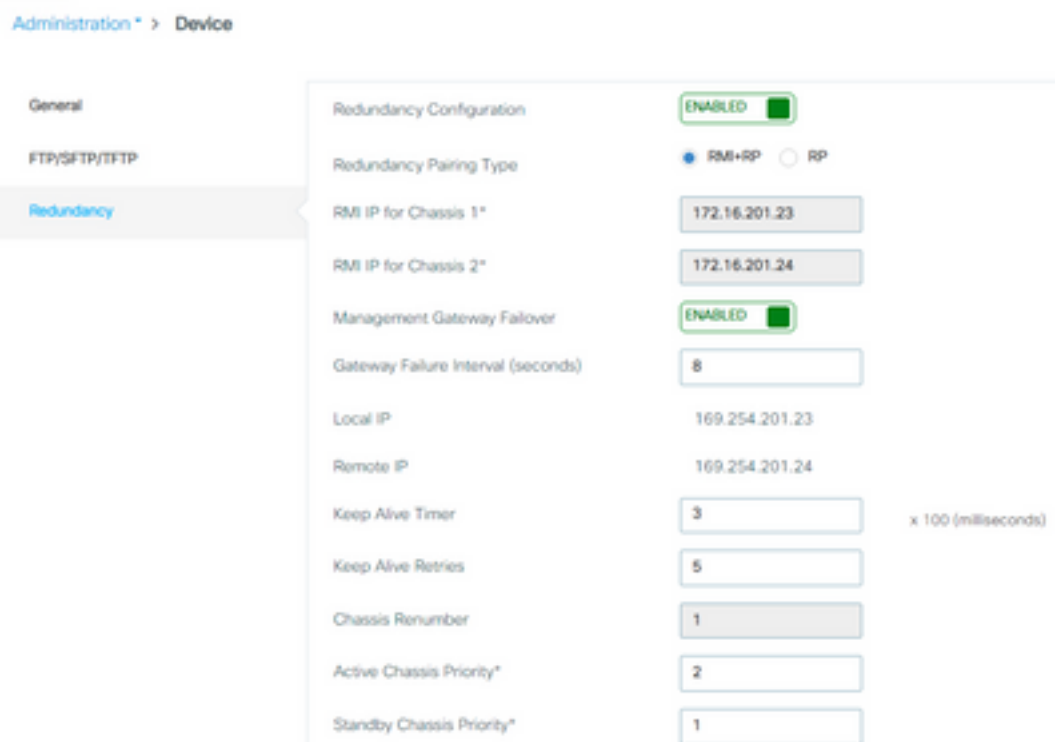 Administration * > Device
General
FTP/SFTP/TFTP
Redundancy
Redundancy Configuration ENABLED
Redundancy Pairing Type RMI+RP RP
RMI IP for Chassis 1* 172.16.201.23
RMI IP for Chassis 2* 172.16.201.24
Management Gateway Failover ENABLED
Gateway Failure Interval (seconds) 8
Local IP 169.254.201.23
Remote IP 169.254.201.24
Keep Alive Timer 3 x 100 (milliseconds)
Keep Alive Retries 5
Chassis Renumber 1
Active Chassis Priority* 2
Standby Chassis Priority* 1